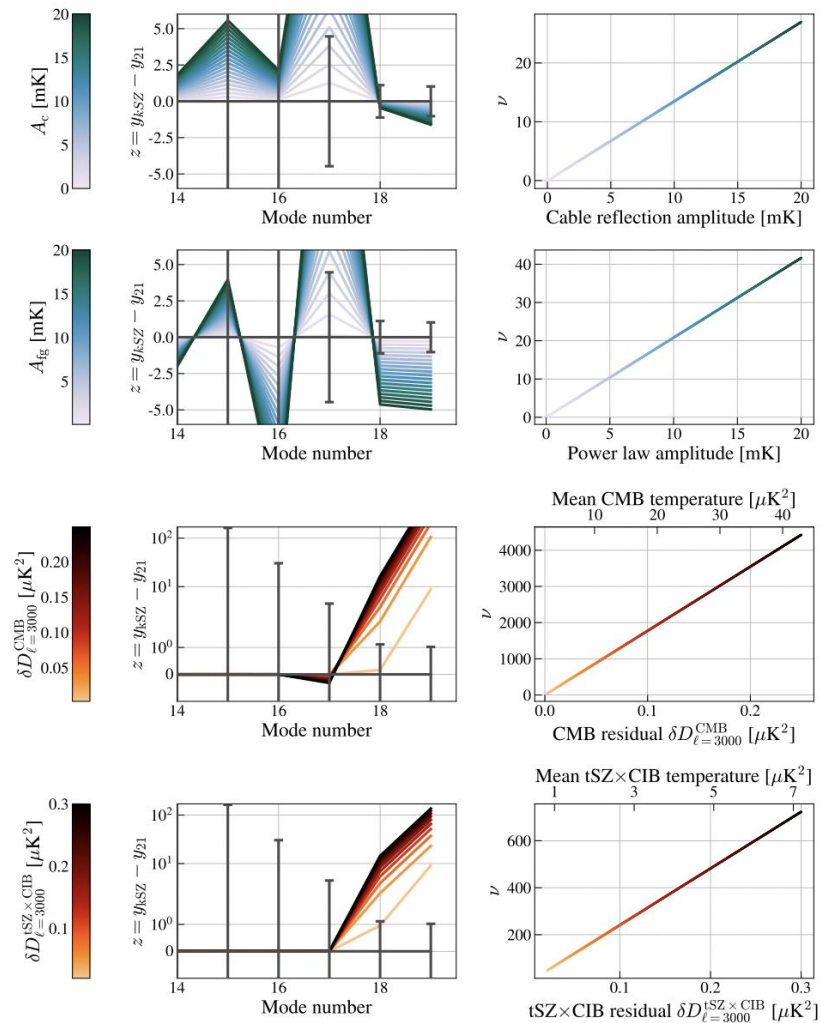 20
15
10
5
0
A_c [mK]
5.0
2.5
0.0
-2.5
-5.0
z = y_kSZ − y_21
14 16 18
Mode number
20
10
0
ν
0 5 10 15 20
Cable reflection amplitude [mK]
20
15
10
5
A_fg [mK]
5.0
2.5
0.0
-2.5
-5.0
z = y_kSZ − y_21
14 16 18
Mode number
40
30
20
10
0
ν
0 5 10 15 20
Power law amplitude [mK]
0.20
0.15
0.10
0.05
δD^CMB_ℓ=3000 [μK²]
10²
10¹
10⁰
0
z = y_kSZ − y_21
14 16 18
Mode number
Mean CMB temperature [μK²]
10 20 30 40
4000
3000
2000
1000
0
ν
0.0 0.1 0.2
CMB residual δD^CMB_ℓ=3000 [μK²]
0.3
0.2
0.1
δD^tSZ×CIB_ℓ=3000 [μK²]
10²
10¹
10⁰
0
z = y_kSZ − y_21
14 16 18
Mode number
Mean tSZ×CIB temperature [μK²]
1 3 5 7
600
400
200
ν
0.1 0.2 0.3
tSZ×CIB residual δD^tSZ×CIB_ℓ=3000 [μK²]